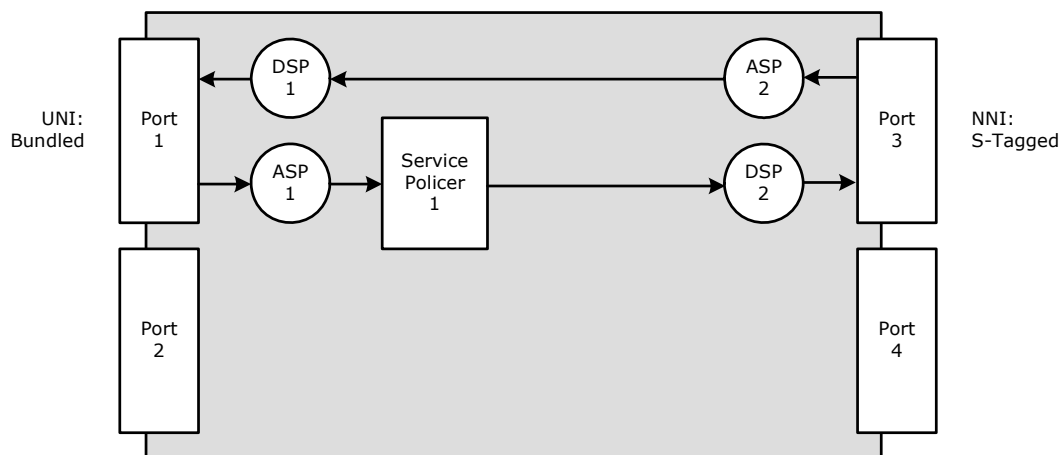 UNI:
Bundled
Port
1
DSP
1
ASP
2
Port
3
NNI:
S-Tagged
ASP
1
Service
Policer
1
DSP
2
Port
2
Port
4